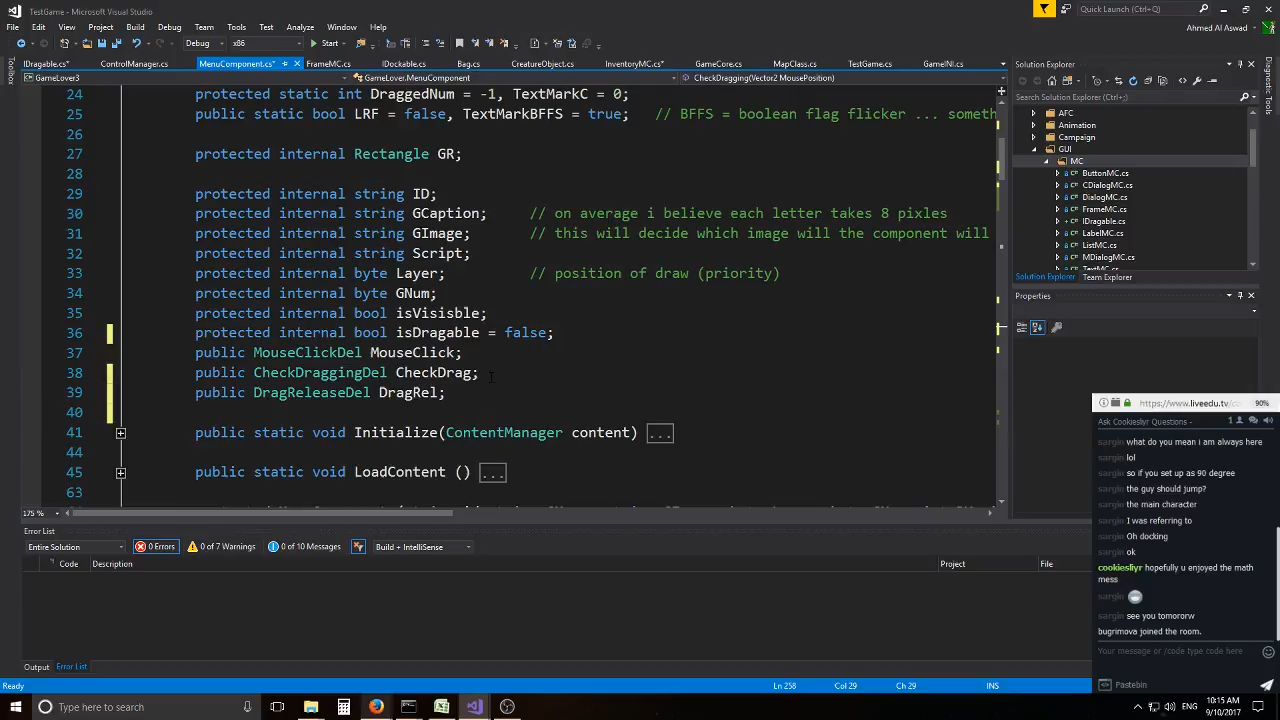 TestGame - Microsoft Visual Studio
Quick Launch (Ctrl+Q)
File Edit View Project Build Debug Team Tools Test Analyze Window Help
Ahmed Al Aswad
Debug x86 Start
IDragable.cs* ControlManager.cs MenuComponent.cs* FrameMC.cs IDockable.cs Bag.cs CreatureObject.cs InventoryMC.cs* GameCore.cs MapClass.cs TestGame.cs GameINI.cs
Solution Explorer
GameLover3 GameLover.MenuComponent CheckDragging(Vector2 MousePosition)
Toolbox
Diagnostic Tools
Search Solution Explorer (Ctrl+;)
AFC
Animation
Campaign
GUI
MC
ButtonMC.cs
CDialogMC.cs
DialogMC.cs
FrameMC.cs
IDragable.cs
LabelMC.cs
ListMC.cs
MDialogMC.cs
Solution Explorer Team Explorer
Properties
24 protected static int DraggedNum = -1, TextMarkC = 0;
25 public static bool LRF = false, TextMarkBFFS = true; // BFFS = boolean flag flicker ... someth
26
27 protected internal Rectangle GR;
28
29 protected internal string ID;
30 protected internal string GCaption; // on average i believe each letter takes 8 pixles
31 protected internal string GImage; // this will decide which image will the component will
32 protected internal string Script;
33 protected internal byte Layer; // position of draw (priority)
34 protected internal byte GNum;
35 protected internal bool isVisisble;
36 protected internal bool isDragable = false;
37 public MouseClickDel MouseClick;
38 public CheckDraggingDel CheckDrag;
39 public DragReleaseDel DragRel;
40
41 public static void Initialize(ContentManager content) ...
44
45 public static void LoadContent () ...
63
175 %
Error List
Entire Solution 0 Errors 0 of 7 Warnings 0 of 10 Messages Build + IntelliSense
Code Description Project File
Output Error List
Ready Ln 258 Col 29 Ch 29 INS
https://www.liveedu.tv/co 90%
Ask Cookiesliyr Questions - 1
sargin what do you mean i am always here
sargin lol
sargin so if you set up as 90 degree
sargin the guy should jump?
sargin the main character
sargin I was referring to
sargin Oh docking
sargin ok
cookiesliyr hopefully u enjoyed the math
mess
sargin
sargin see you tomororw
bugrimova joined the room.
Your message / code type code here
Pastebin
Type here to search
10:15 AM
9/10/2017